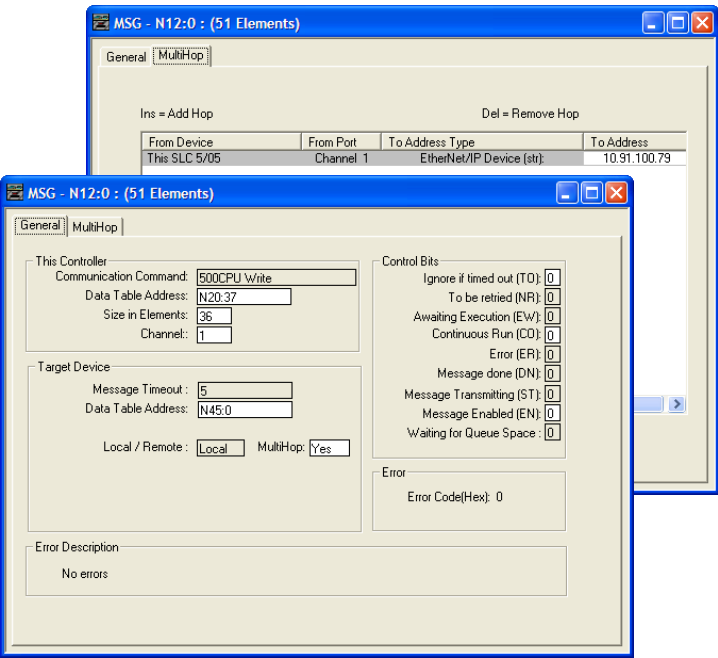 MSG - N12:0 : (51 Elements)
General MultiHop
Ins = Add Hop Del = Remove Hop
From Device From Port To Address Type To Address
This SLC 5/05 Channel 1 EtherNet/IP Device (str): 10.91.100.79
MSG - N12:0 : (51 Elements)
General MultiHop
This Controller
Communication Command: 500CPU Write
Data Table Address: N20:37
Size in Elements: 36
Channel:: 1
Target Device
Message Timeout : 5
Data Table Address: N45:0
Local / Remote : Local MultiHop: Yes
Control Bits
Ignore if timed out (TO): 0
To be retried (NR): 0
Awaiting Execution (EW): 0
Continuous Run (CO): 0
Error (ER): 0
Message done (DN): 0
Message Transmitting (ST): 0
Message Enabled (EN): 0
Waiting for Queue Space : 0
Error
Error Code(Hex): 0
Error Description
No errors